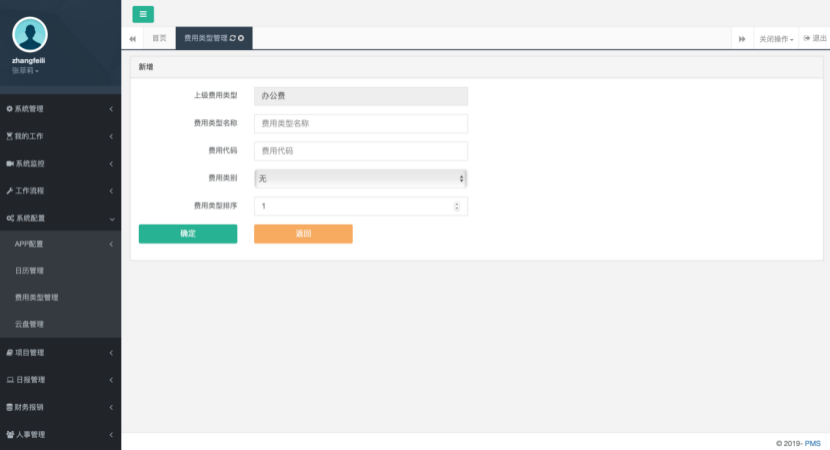 zhangfeili
张菲莉
系统管理
我的工作
系统监控
工作流程
系统配置
APP配置
日历管理
费用类型管理
云盘管理
项目管理
日报管理
财务报销
人事管理
首页
费用类型管理
关闭操作
退出
新增
上级费用类型 办公费
费用类型名称 费用类型名称
费用代码 费用代码
费用类别 无
费用类型排序 1
确定 返回
© 2019- PMS